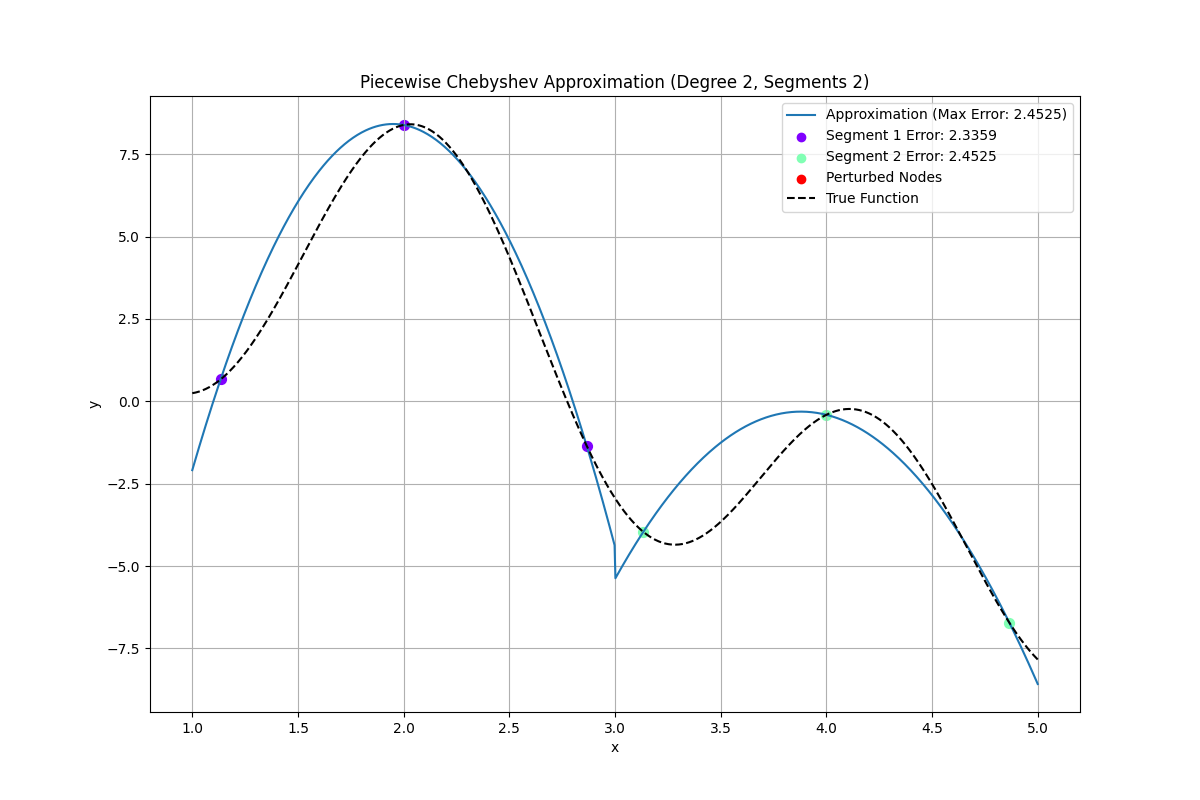 Piecewise Chebyshev Approximation (Degree 2, Segments 2)
Approximation (Max Error: 2.4525)
Segment 1 Error: 2.3359
Segment 2 Error: 2.4525
Perturbed Nodes
True Function
7.5
5.0
2.5
0.0
−2.5
−5.0
−7.5
y
1.0 1.5 2.0 2.5 3.0 3.5 4.0 4.5 5.0
x